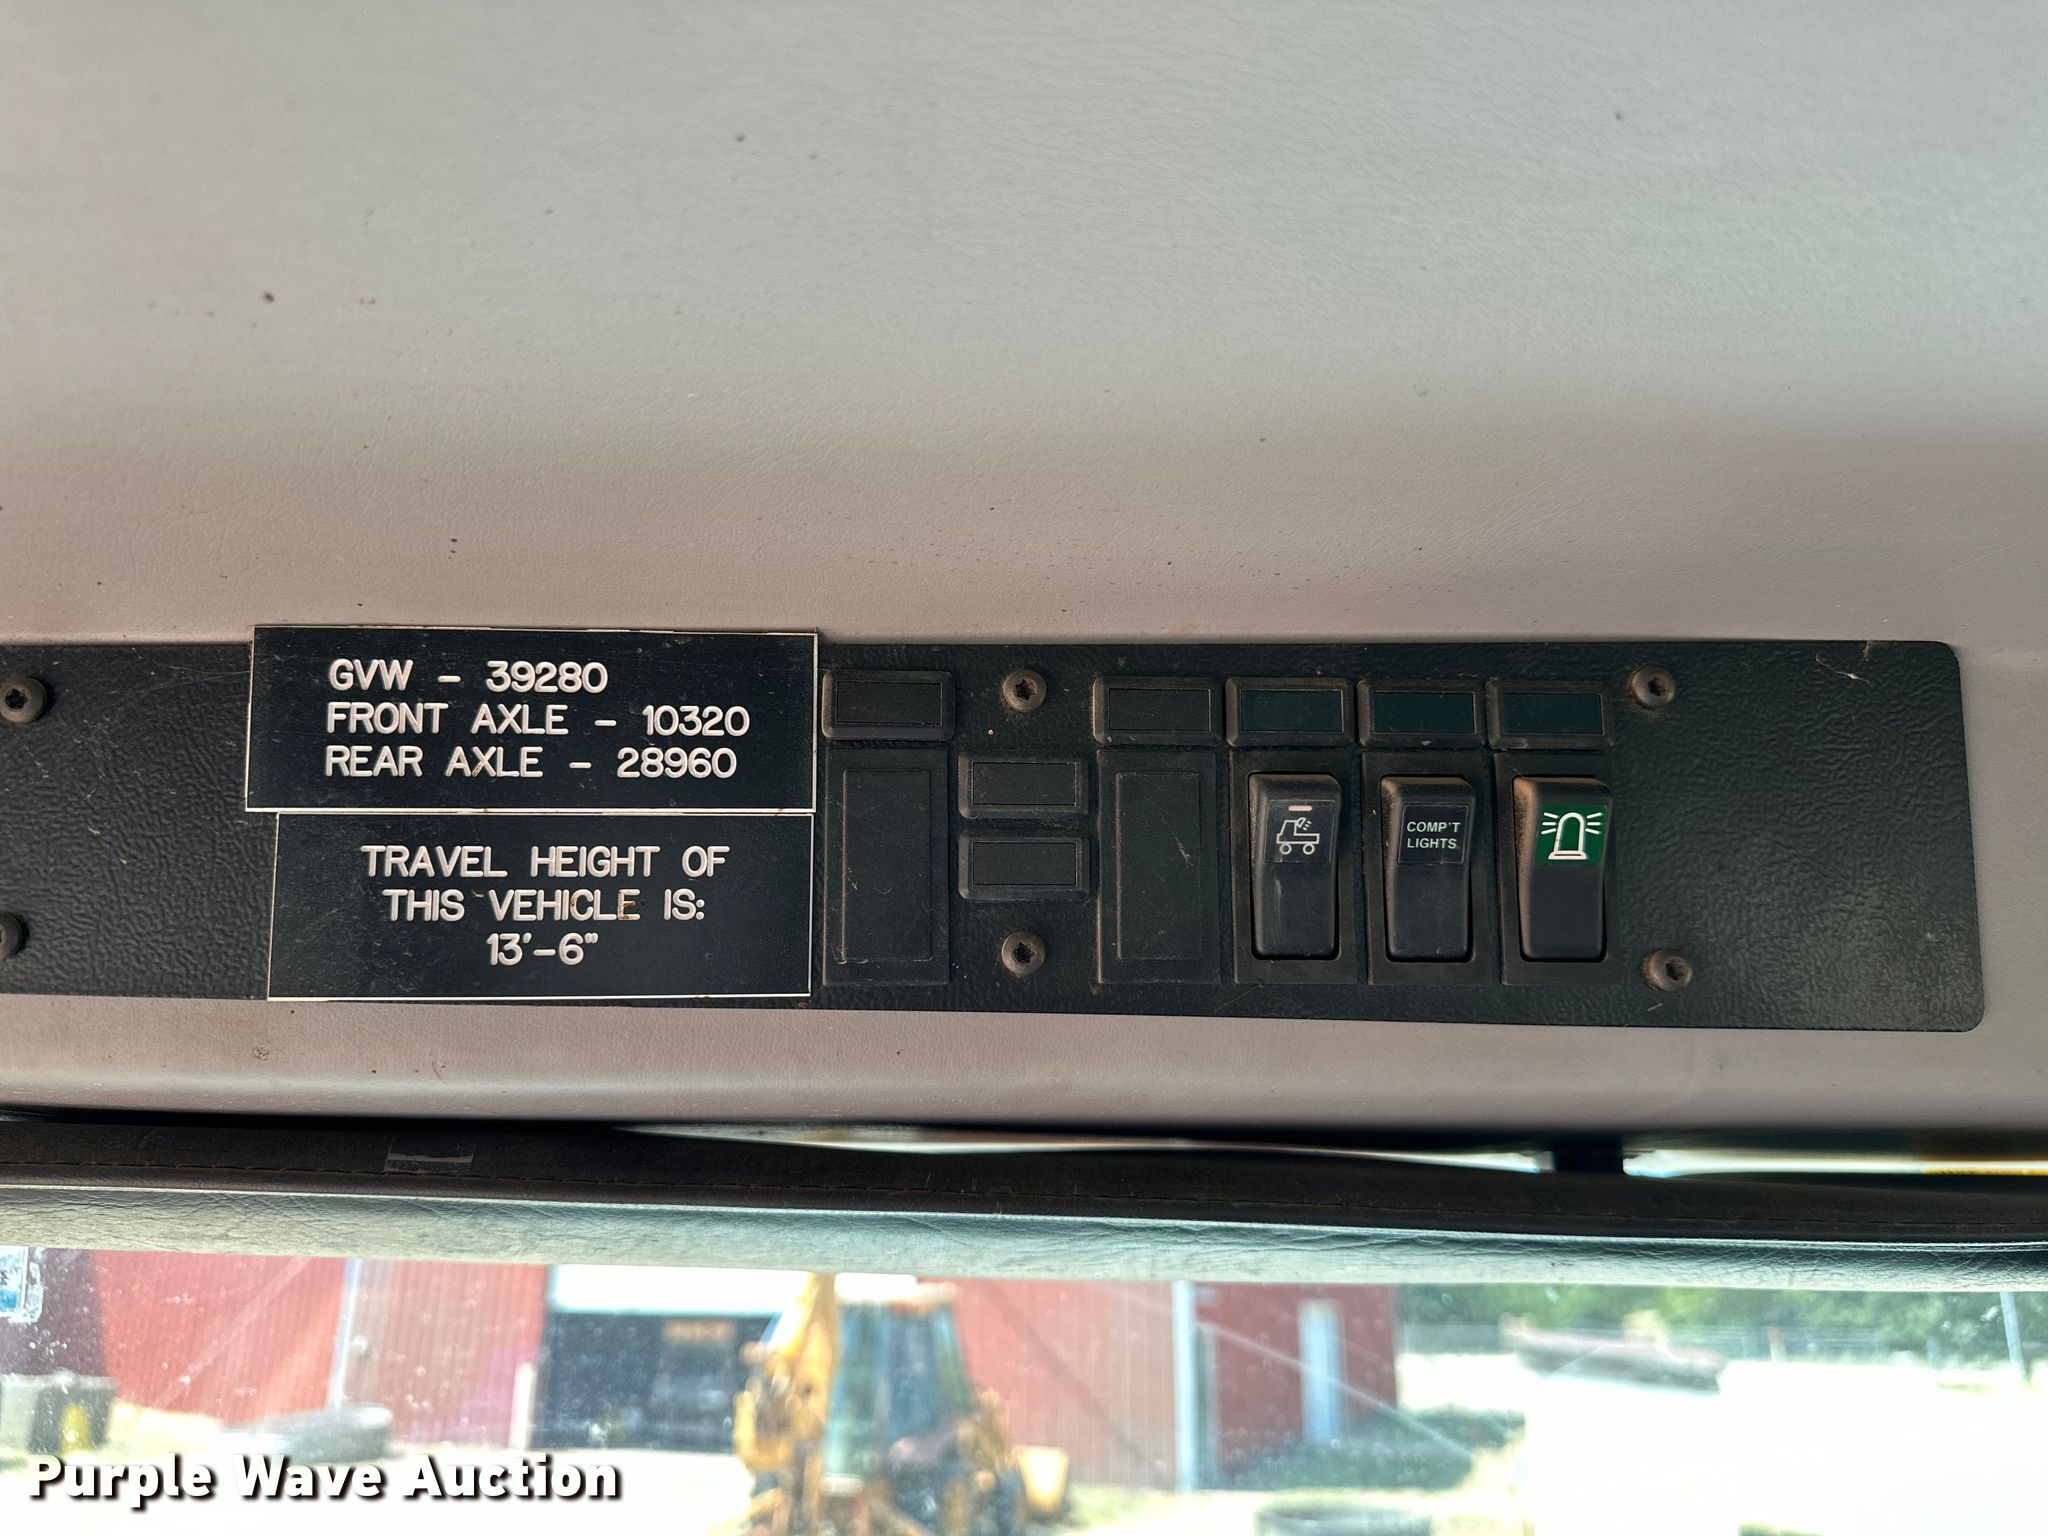 GVW - 39280
FRONT AXLE - 10320
REAR AXLE - 28960
TRAVEL HEIGHT OF
THIS VEHICLE IS:
13'-6"
COMP'T
LIGHTS
Purple Wave Auction